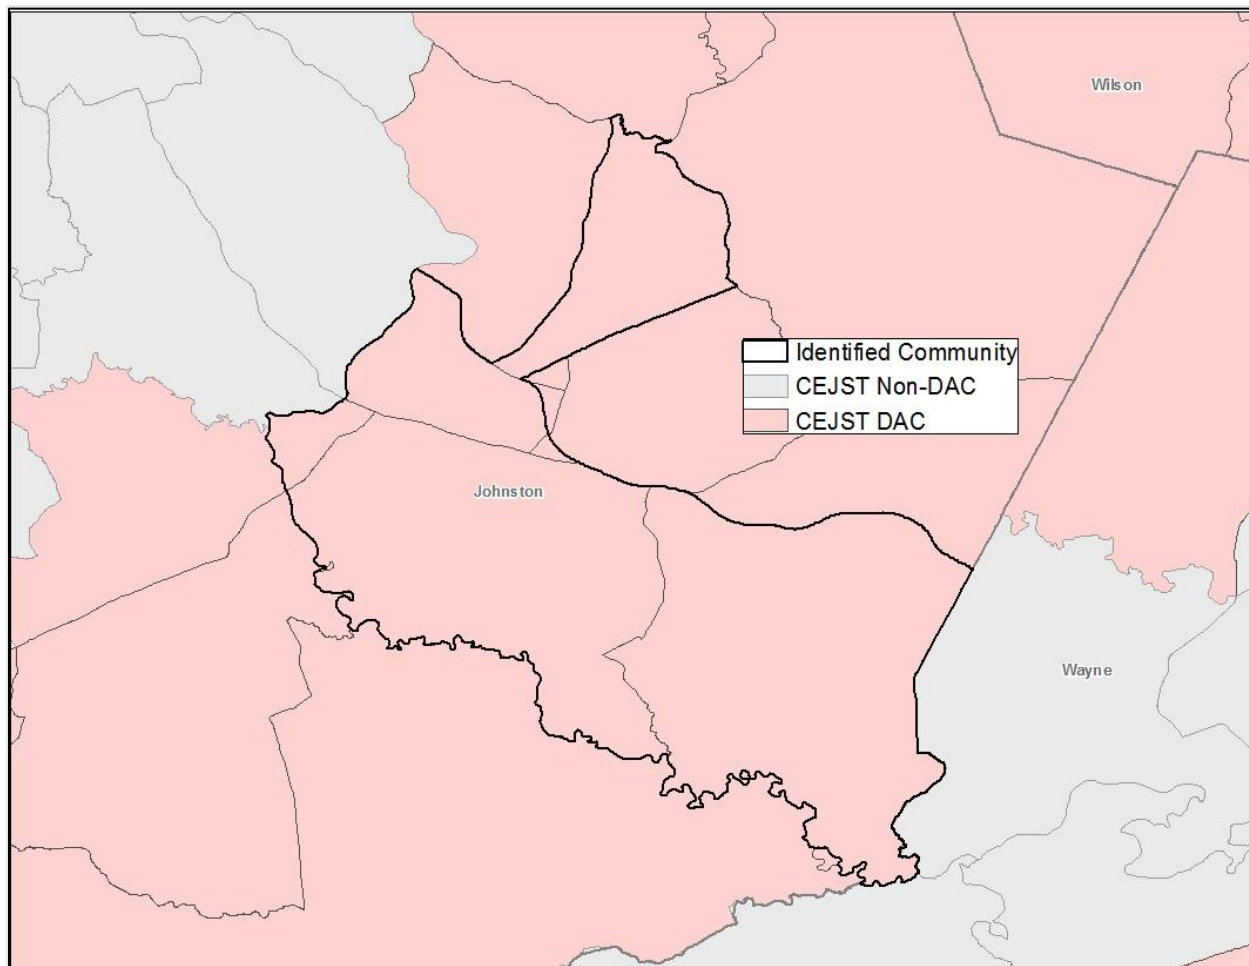 Wilson
Identified Community
CEJST Non-DAC
CEJST DAC
Johnston
Wayne